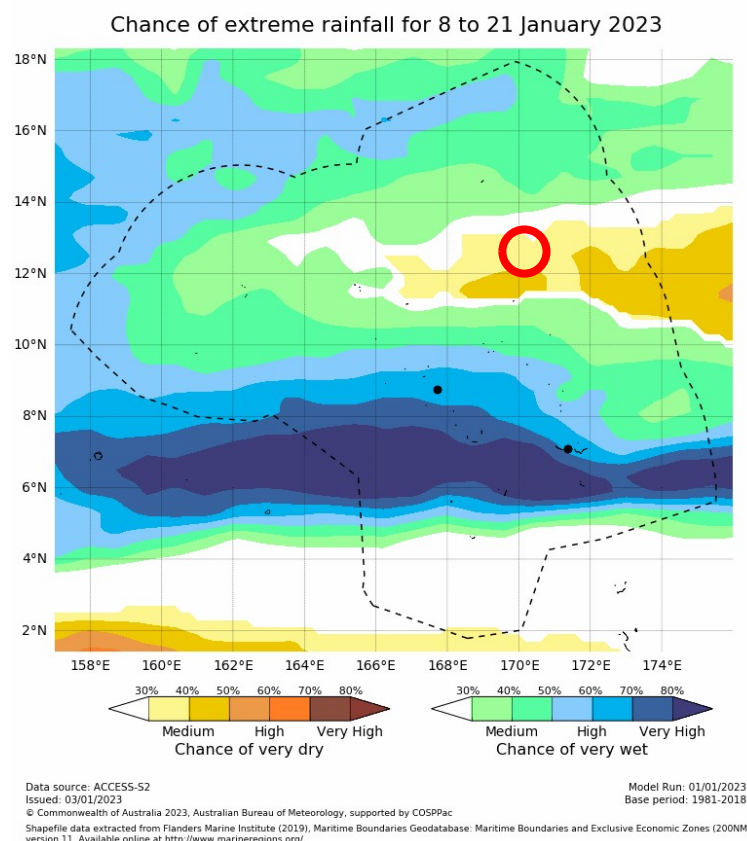 Chance of extreme rainfall for 8 to 21 January 2023
18°N
16°N
14°N
12°N
10°N
8°N
6°N
4°N
2°N
158°E 160°E 162°E 164°E 166°E 168°E 170°E 172°E 174°E
30% 40% 50% 60% 70% 80%
Medium High Very High
Chance of very dry
30% 40% 50% 60% 70% 80%
Medium High Very High
Chance of very wet
Data source: ACCESS-S2
Issued: 03/01/2023
Model Run: 01/01/2023
Base period: 1981-2018
© Commonwealth of Australia 2023, Australian Bureau of Meteorology, supported by COSPPac
Shapefile data extracted from Flanders Marine Institute (2019), Maritime Boundaries Geodatabase: Maritime Boundaries and Exclusive Economic Zones (200NM
version 11. Available online at http://www.marineregions.org/